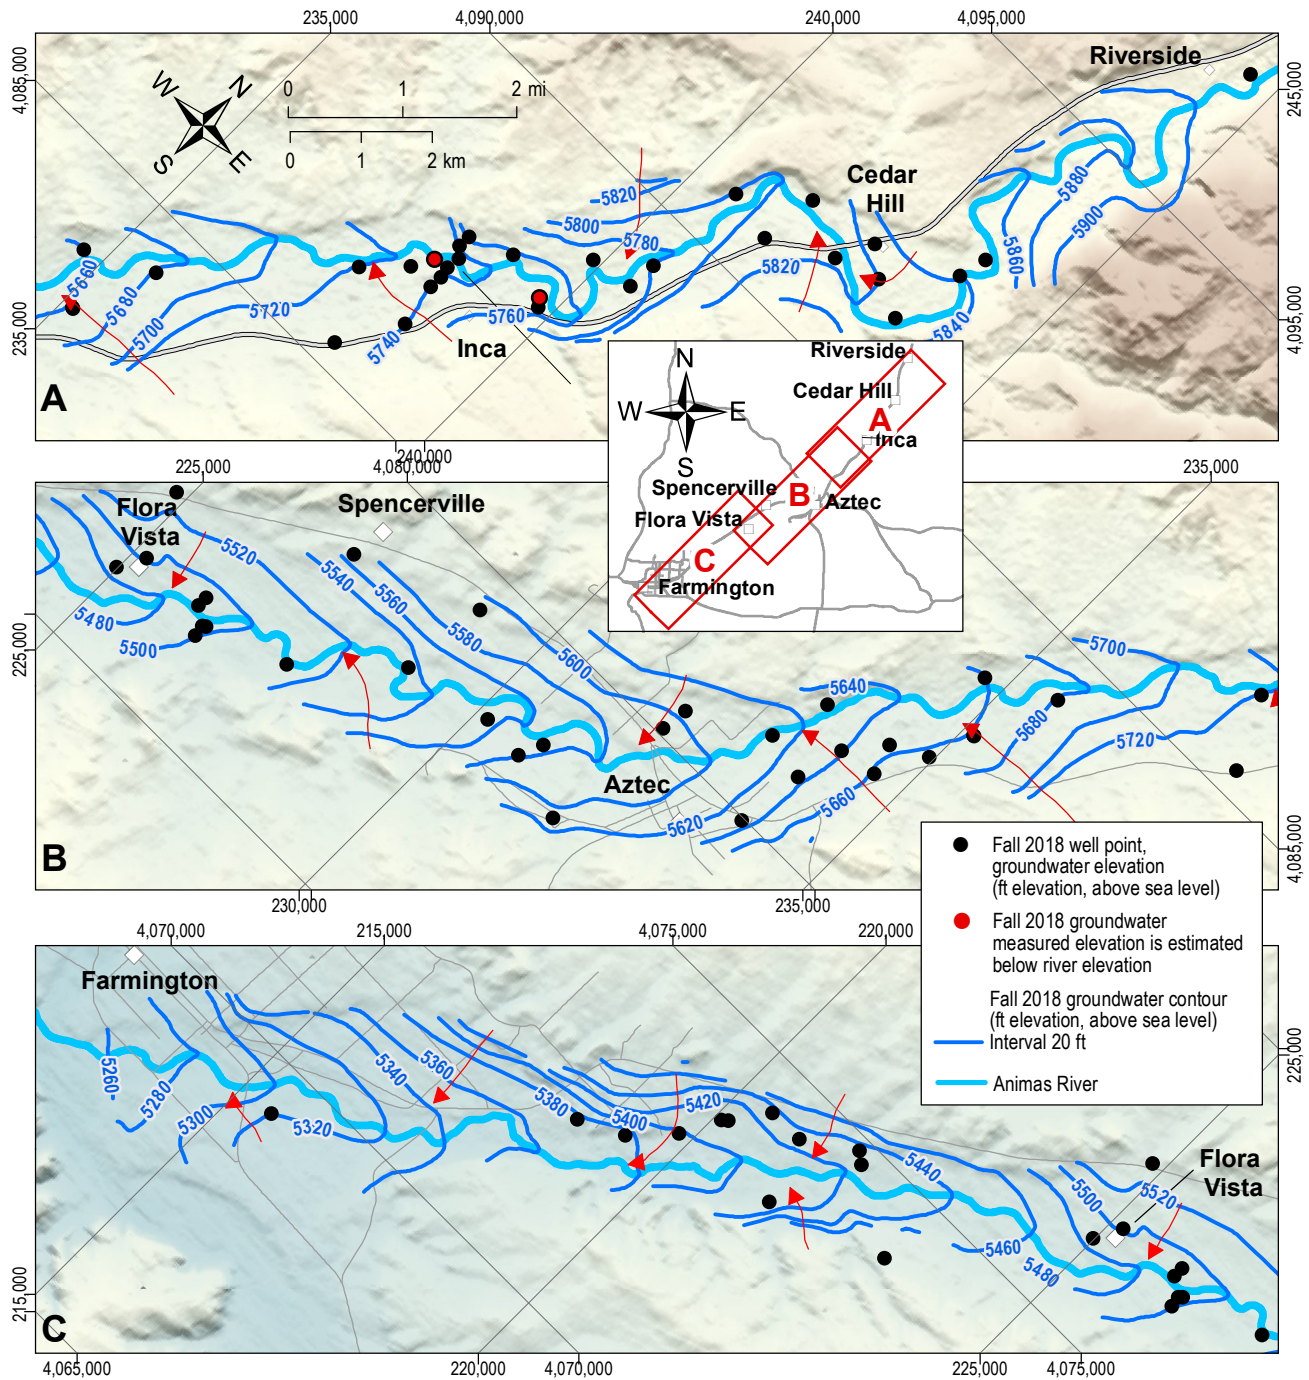 235,000
4,090,000
240,000
4,095,000
4,085,000
245,000
235,000
4,095,000
W
N
S
E
0
1
2 mi
0
1
2 km
Riverside
Cedar
Hill
Inca
5660
5680
5700
5720
5740
5760
5780
5800
5820
5820
5840
5860
5880
5900
A
240,000
225,000
4,080,000
235,000
N
W
E
S
Riverside
Cedar Hill
A
Inca
Spencerville
B
Aztec
Flora Vista
C
Farmington
Flora
Vista
Spencerville
Aztec
5480
5500
5520
5540
5560
5580
5600
5620
5640
5660
5680
5700
5720
225,000
4,085,000
B
230,000
235,000
Fall 2018 well point,
groundwater elevation
(ft elevation, above sea level)
Fall 2018 groundwater
measured elevation is estimated
below river elevation
Fall 2018 groundwater contour
(ft elevation, above sea level)
Interval 20 ft
Animas River
4,070,000
215,000
4,075,000
220,000
225,000
Farmington
Flora
Vista
5260
5280
5300
5320
5340
5360
5380
5400
5420
5440
5460
5480
5500
5520
215,000
C
4,065,000
220,000
4,070,000
225,000
4,075,000